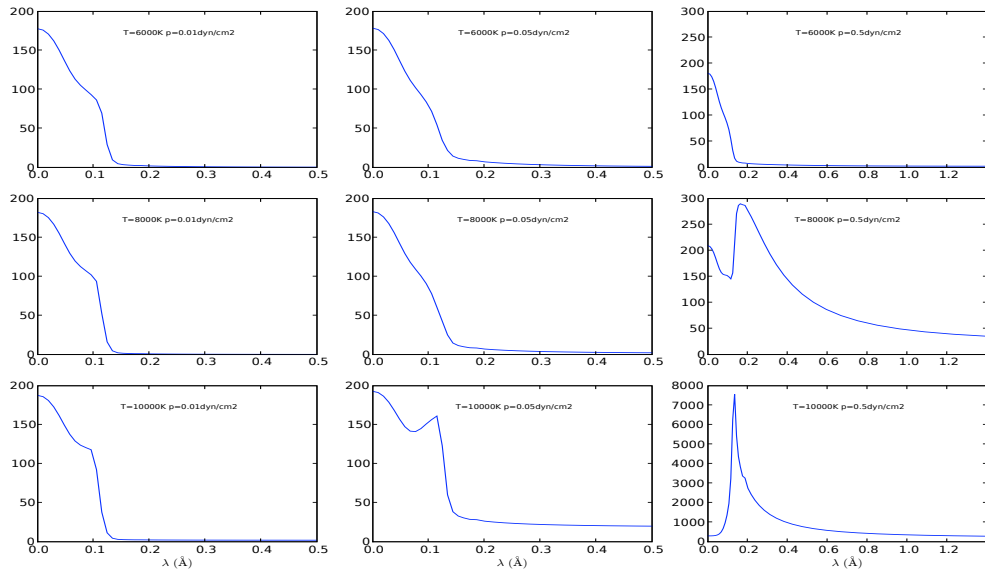 200 200 300
T=6000K p=0.01dyn/cm2 T=6000K p=0.05dyn/cm2 T=6000K p=0.5dyn/cm2
250
150 150
200
100 100 150
100
50 50
50
0 0 0
0.0 0.1 0.2 0.3 0.4 0.5 0.0 0.1 0.2 0.3 0.4 0.5 0.0 0.2 0.4 0.6 0.8 1.0 1.2
200 200 300
T=8000K p=0.01dyn/cm2 T=8000K p=0.05dyn/cm2 T=8000K p=0.5dyn/cm2
250
150 150
200
100 100 150
100
50 50
50
0 0 0
0.0 0.1 0.2 0.3 0.4 0.5 0.0 0.1 0.2 0.3 0.4 0.5 0.0 0.2 0.4 0.6 0.8 1.0 1.2
200 200 8000
T=10000K p=0.01dyn/cm2 T=10000K p=0.05dyn/cm2 T=10000K p=0.5dyn/cm2
7000
150 150 6000
5000
100 100 4000
3000
50 50 2000
1000
0 0 0
0.0 0.1 0.2 0.3 0.4 0.5 0.0 0.1 0.2 0.3 0.4 0.5 0.0 0.2 0.4 0.6 0.8 1.0 1.2
λ (Å) λ (Å) λ (Å)